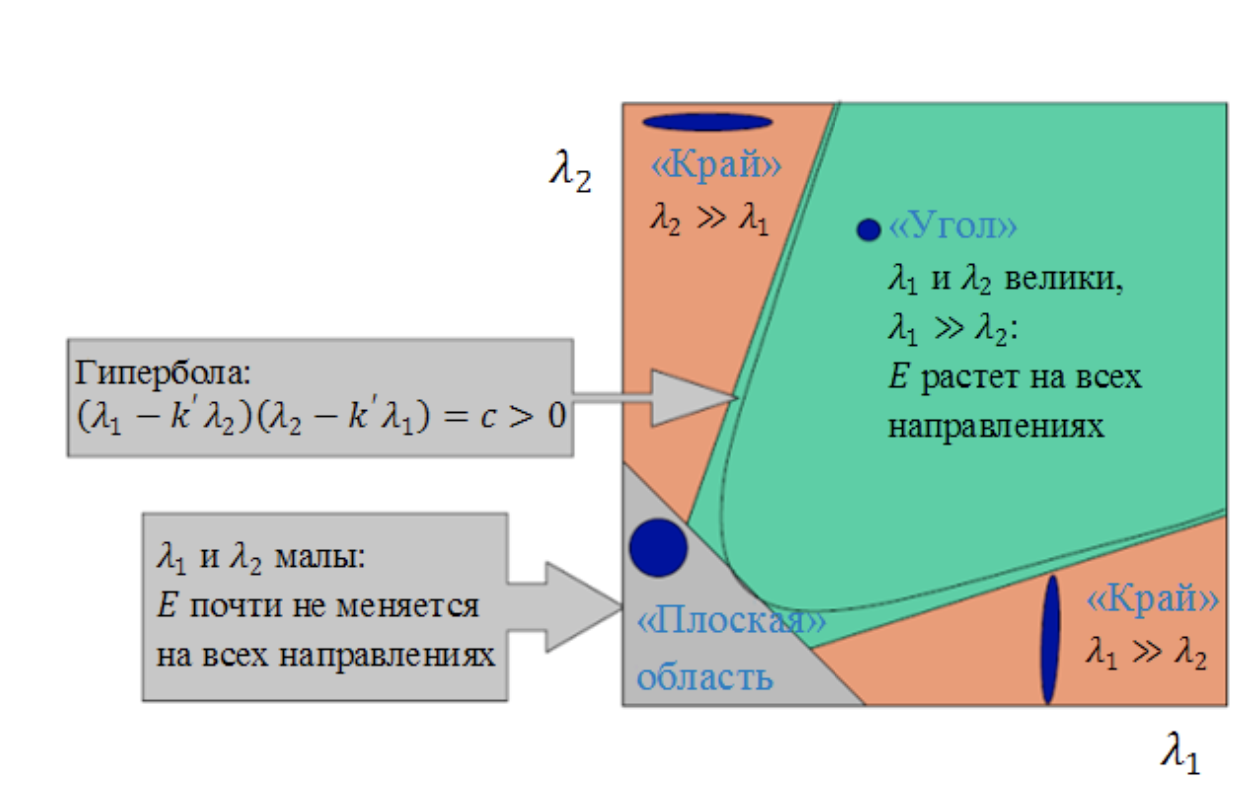 λ₂
«Край»
λ₂ ≫ λ₁
«Угол»
λ₁ и λ₂ велики,
λ₁ ≫ λ₂:
E растет на всех
направлениях
Гипербола:
(λ₁ − k′λ₂)(λ₂ − k′λ₁) = c > 0
λ₁ и λ₂ малы:
E почти не меняется
на всех направлениях
«Плоская»
область
«Край»
λ₁ ≫ λ₂
λ₁